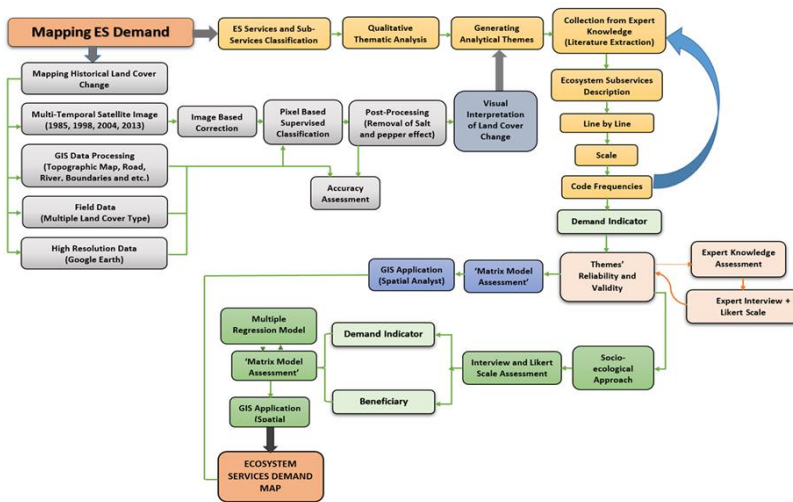 Mapping ES Demand
ES Services and Sub-
Services Classification
Qualitative
Thematic Analysis
Generating
Analytical Themes
Collection from Expert
Knowledge
(Literature Extraction)
Mapping Historical Land Cover
Change
Ecosystem Subservices
Description
Multi-Temporal Satellite Image
(1985, 1998, 2004, 2013)
Image Based
Correction
Pixel Based
Supervised
Classification
Post-Processing
(Removal of Salt
and pepper effect)
Visual
Interpretation
of Land Cover
Change
Line by Line
Scale
GIS Data Processing
(Topographic Map, Road,
River, Boundaries and etc.)
Accuracy
Assessment
Code Frequencies
Field Data
(Multiple Land Cover Type)
Demand Indicator
High Resolution Data
(Google Earth)
GIS Application
(Spatial Analyst)
‘Matrix Model
Assessment’
Themes’
Reliability and
Validity
Expert Knowledge
Assessment
Expert Interview +
Likert Scale
Multiple
Regression Model
Demand Indicator
‘Matrix Model
Assessment’
Interview and Likert
Scale Assessment
Socio-
ecological
Approach
Beneficiary
GIS Application
(Spatial
ECOSYSTEM
SERVICES DEMAND
MAP